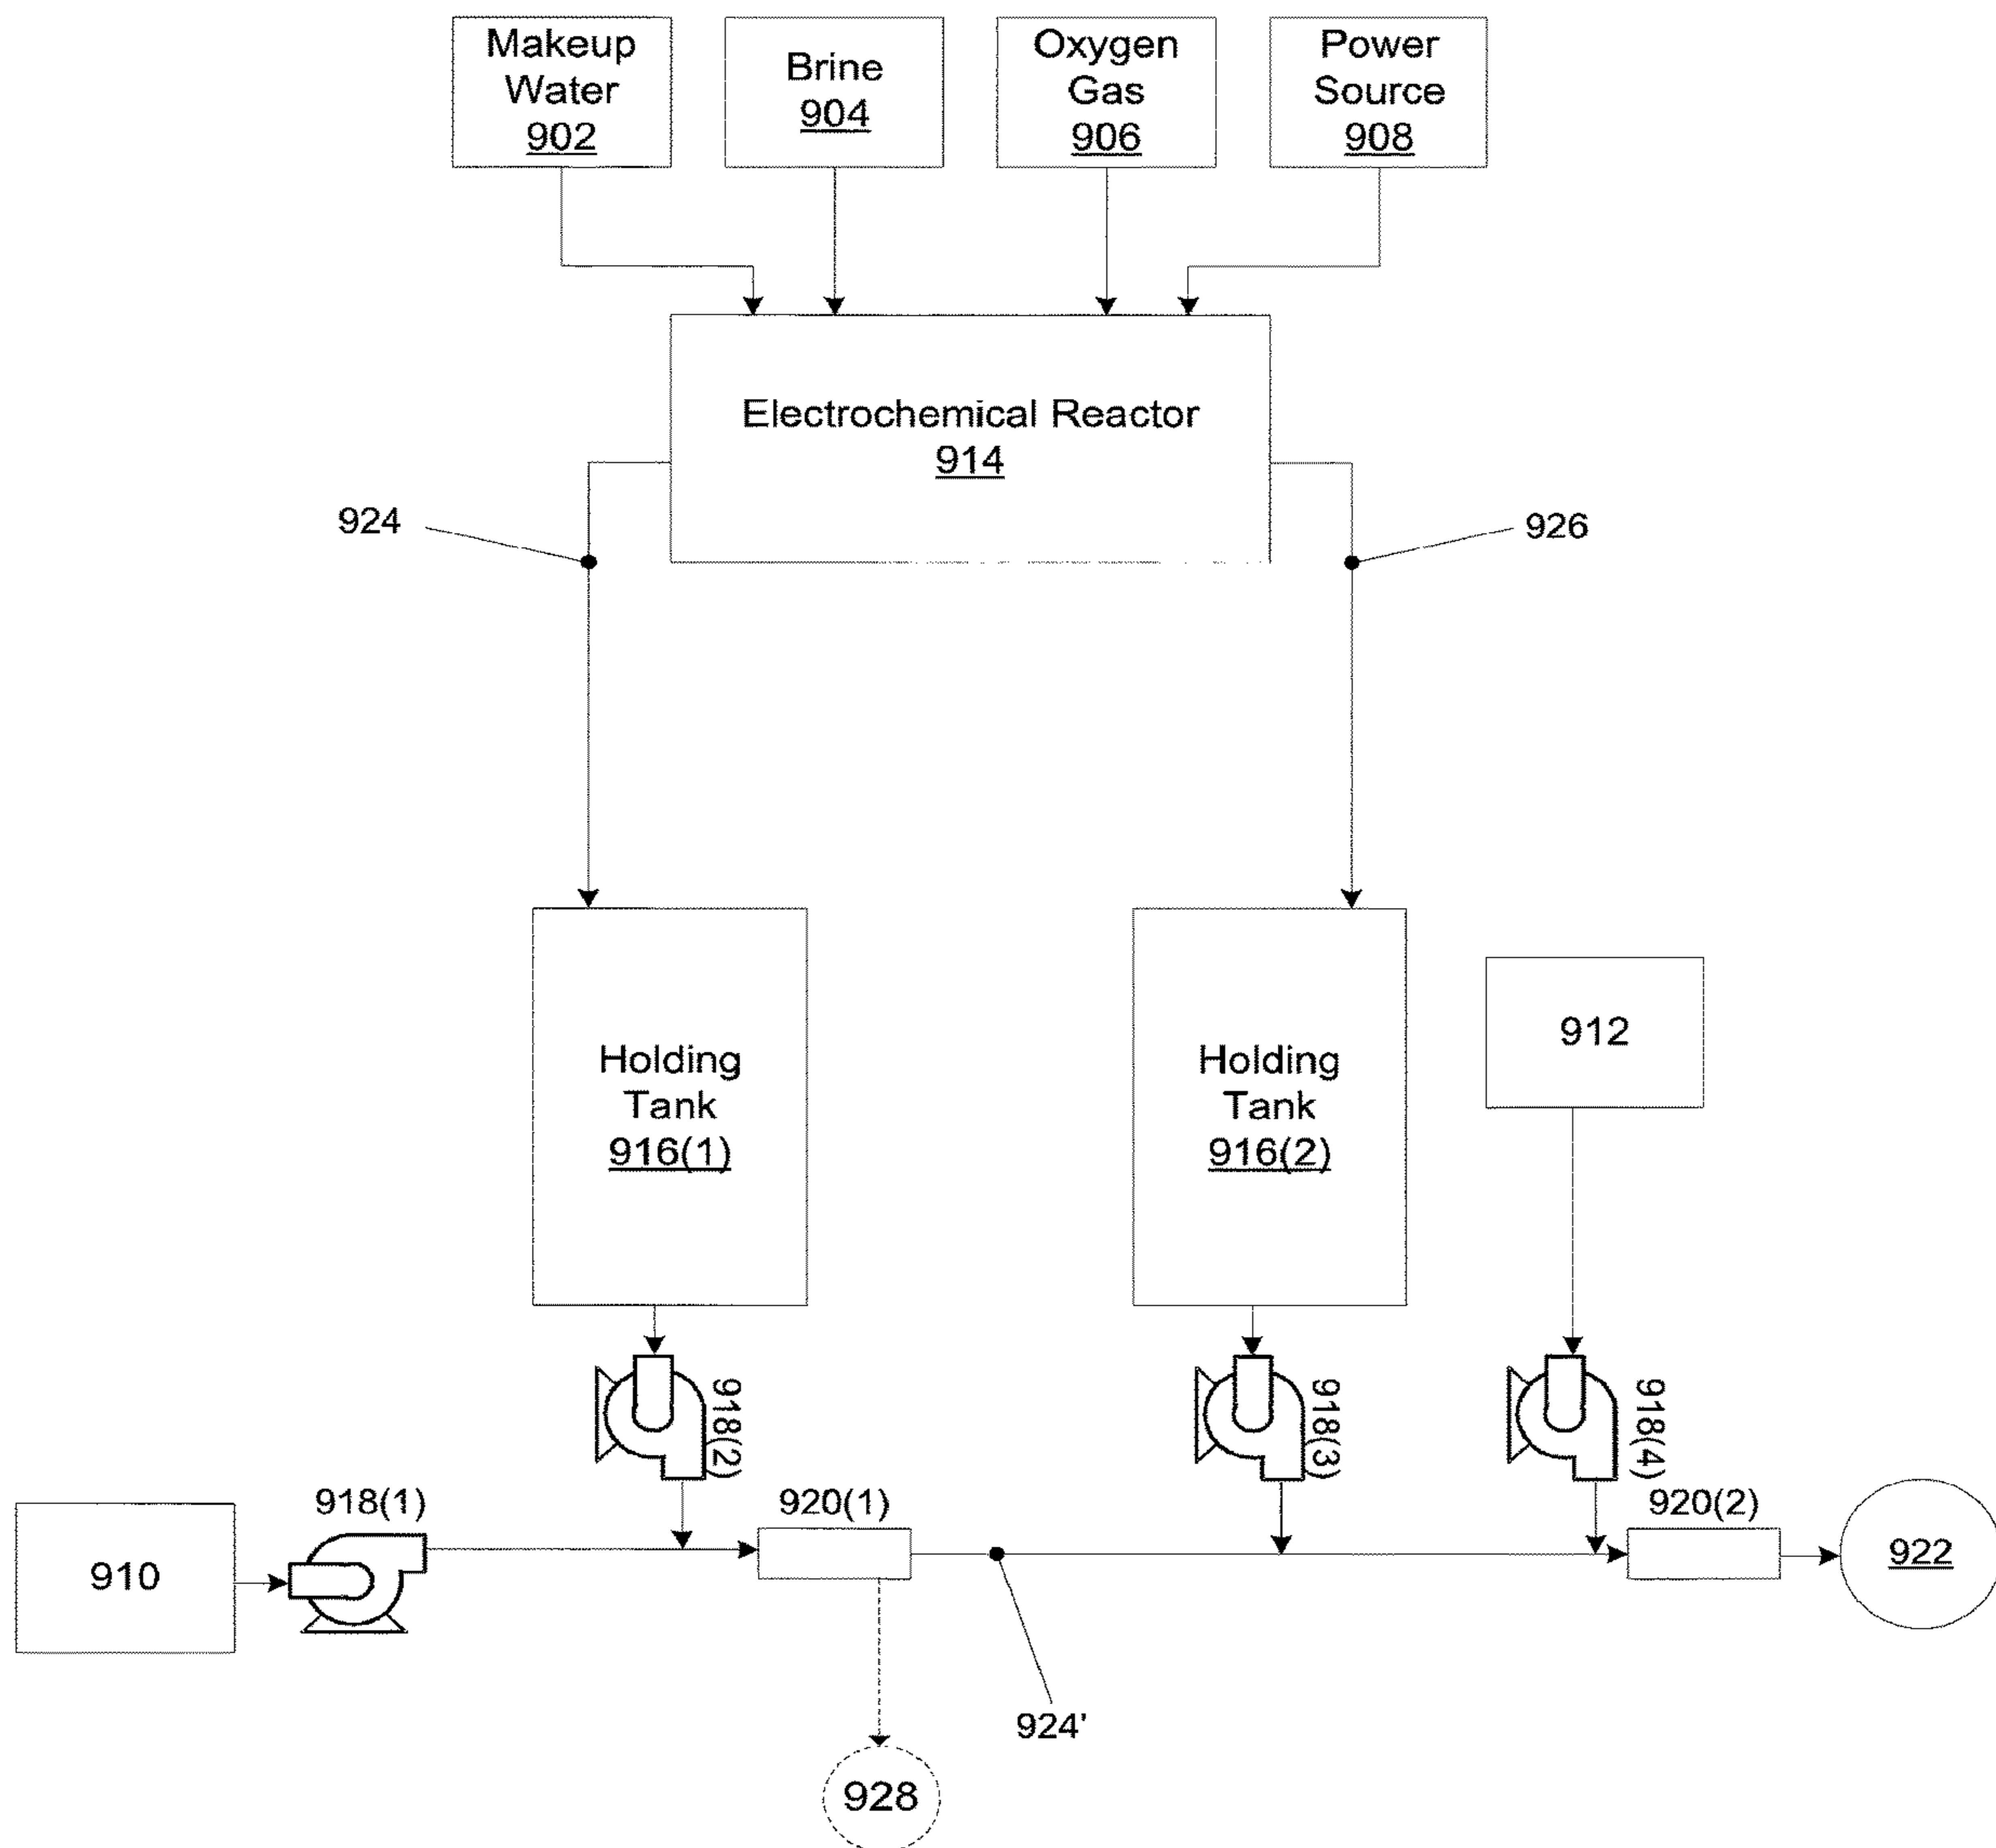 Makeup
Water
902
Brine
904
Oxygen
Gas
906
Power
Source
908
Electrochemical Reactor
914
924
926
Holding
Tank
916(1)
Holding
Tank
916(2)
912
918(2)
918(3)
918(4)
910
918(1)
920(1)
920(2)
922
924'
928